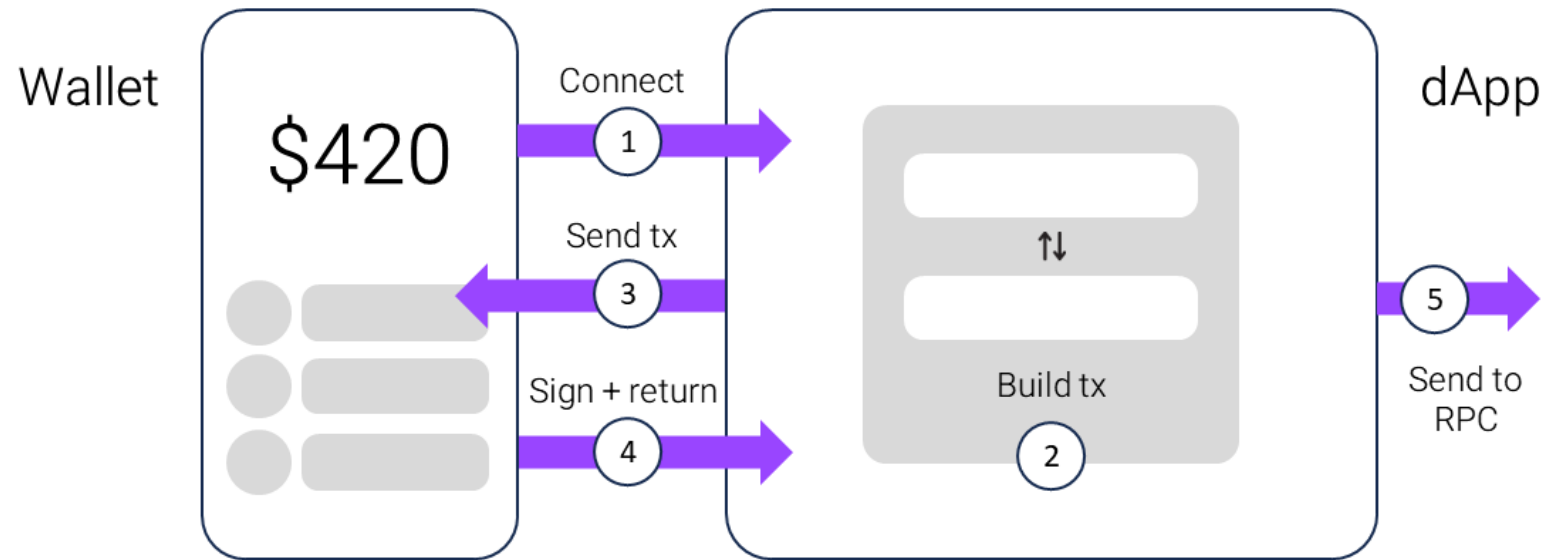 Wallet
$420
Connect
1
Send tx
3
Sign + return
4
Build tx
2
dApp
5
Send to
RPC